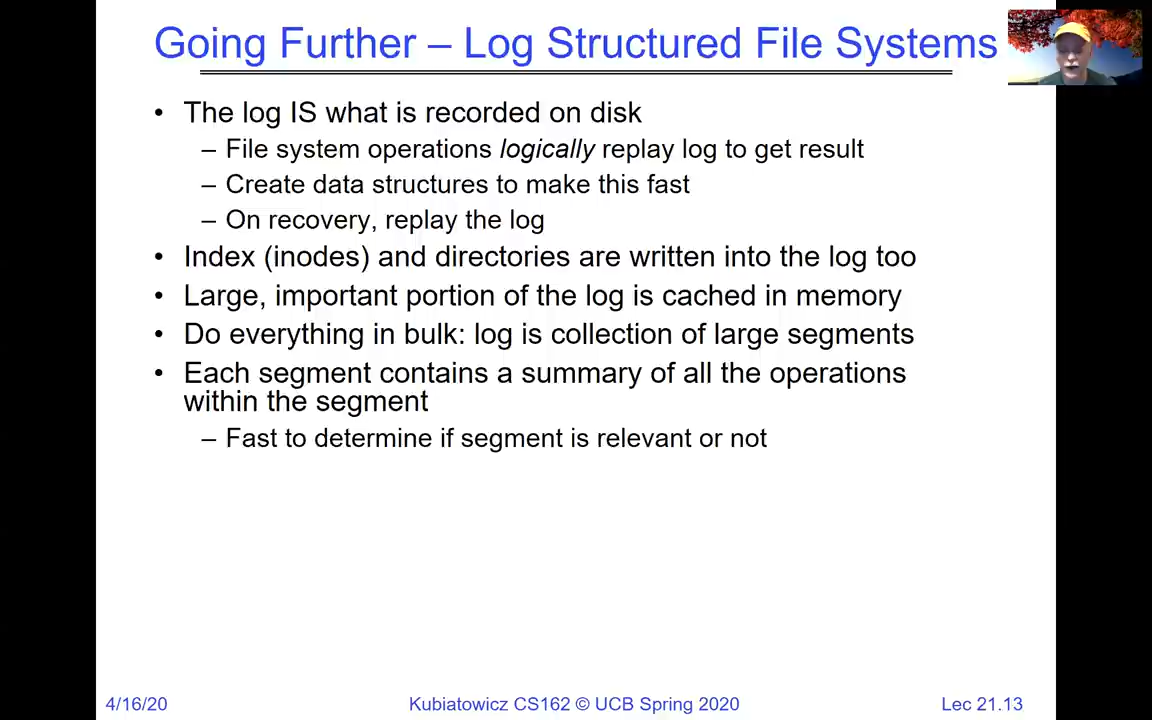 Going Further – Log Structured File Systems
• The log IS what is recorded on disk
– File system operations logically replay log to get result
– Create data structures to make this fast
– On recovery, replay the log
• Index (inodes) and directories are written into the log too
• Large, important portion of the log is cached in memory
• Do everything in bulk: log is collection of large segments
• Each segment contains a summary of all the operations
within the segment
– Fast to determine if segment is relevant or not
4/16/20 Kubiatowicz CS162 © UCB Spring 2020 Lec 21.13